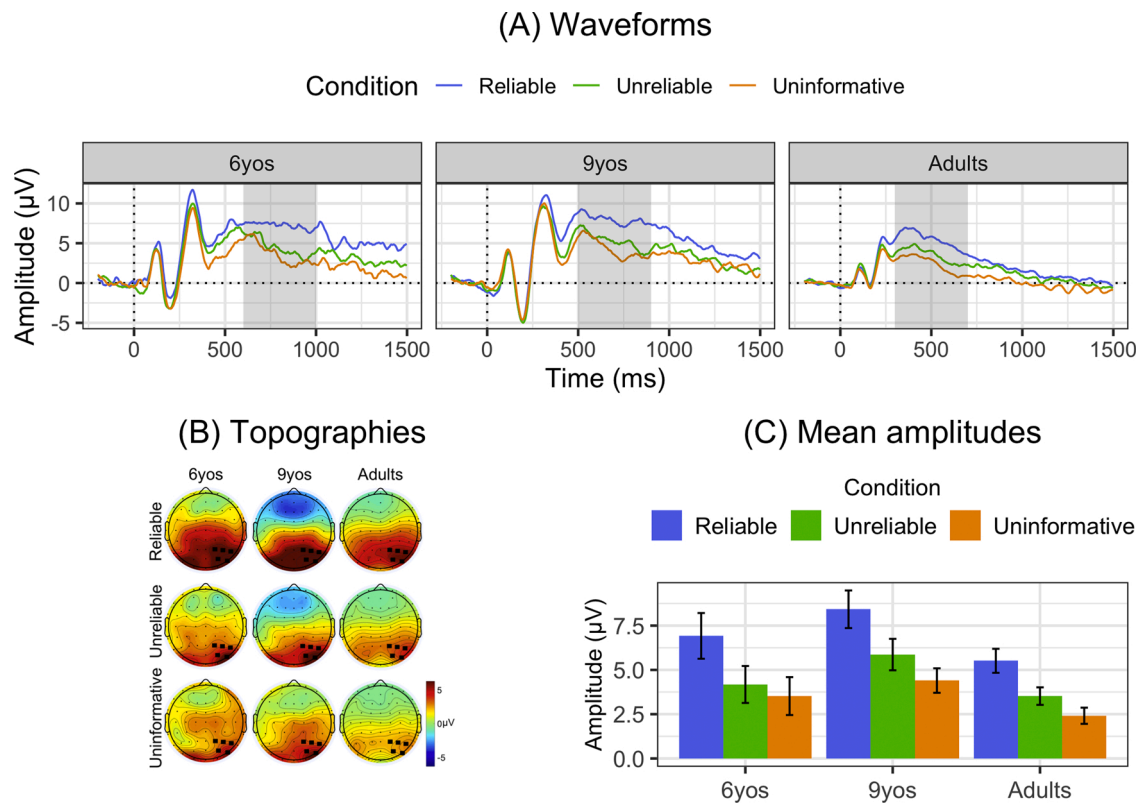 (A) Waveforms
Condition Reliable Unreliable Uninformative
6yos 9yos Adults
Amplitude (µV)
10
5
0
-5
0 500 1000 1500 0 500 1000 1500 0 500 1000 1500
Time (ms)
(B) Topographies
6yos 9yos Adults
Reliable
Unreliable
Uninformative
5
0µV
-5
(C) Mean amplitudes
Condition
Reliable Unreliable Uninformative
Amplitude (µV)
7.5
5.0
2.5
0.0
6yos 9yos Adults